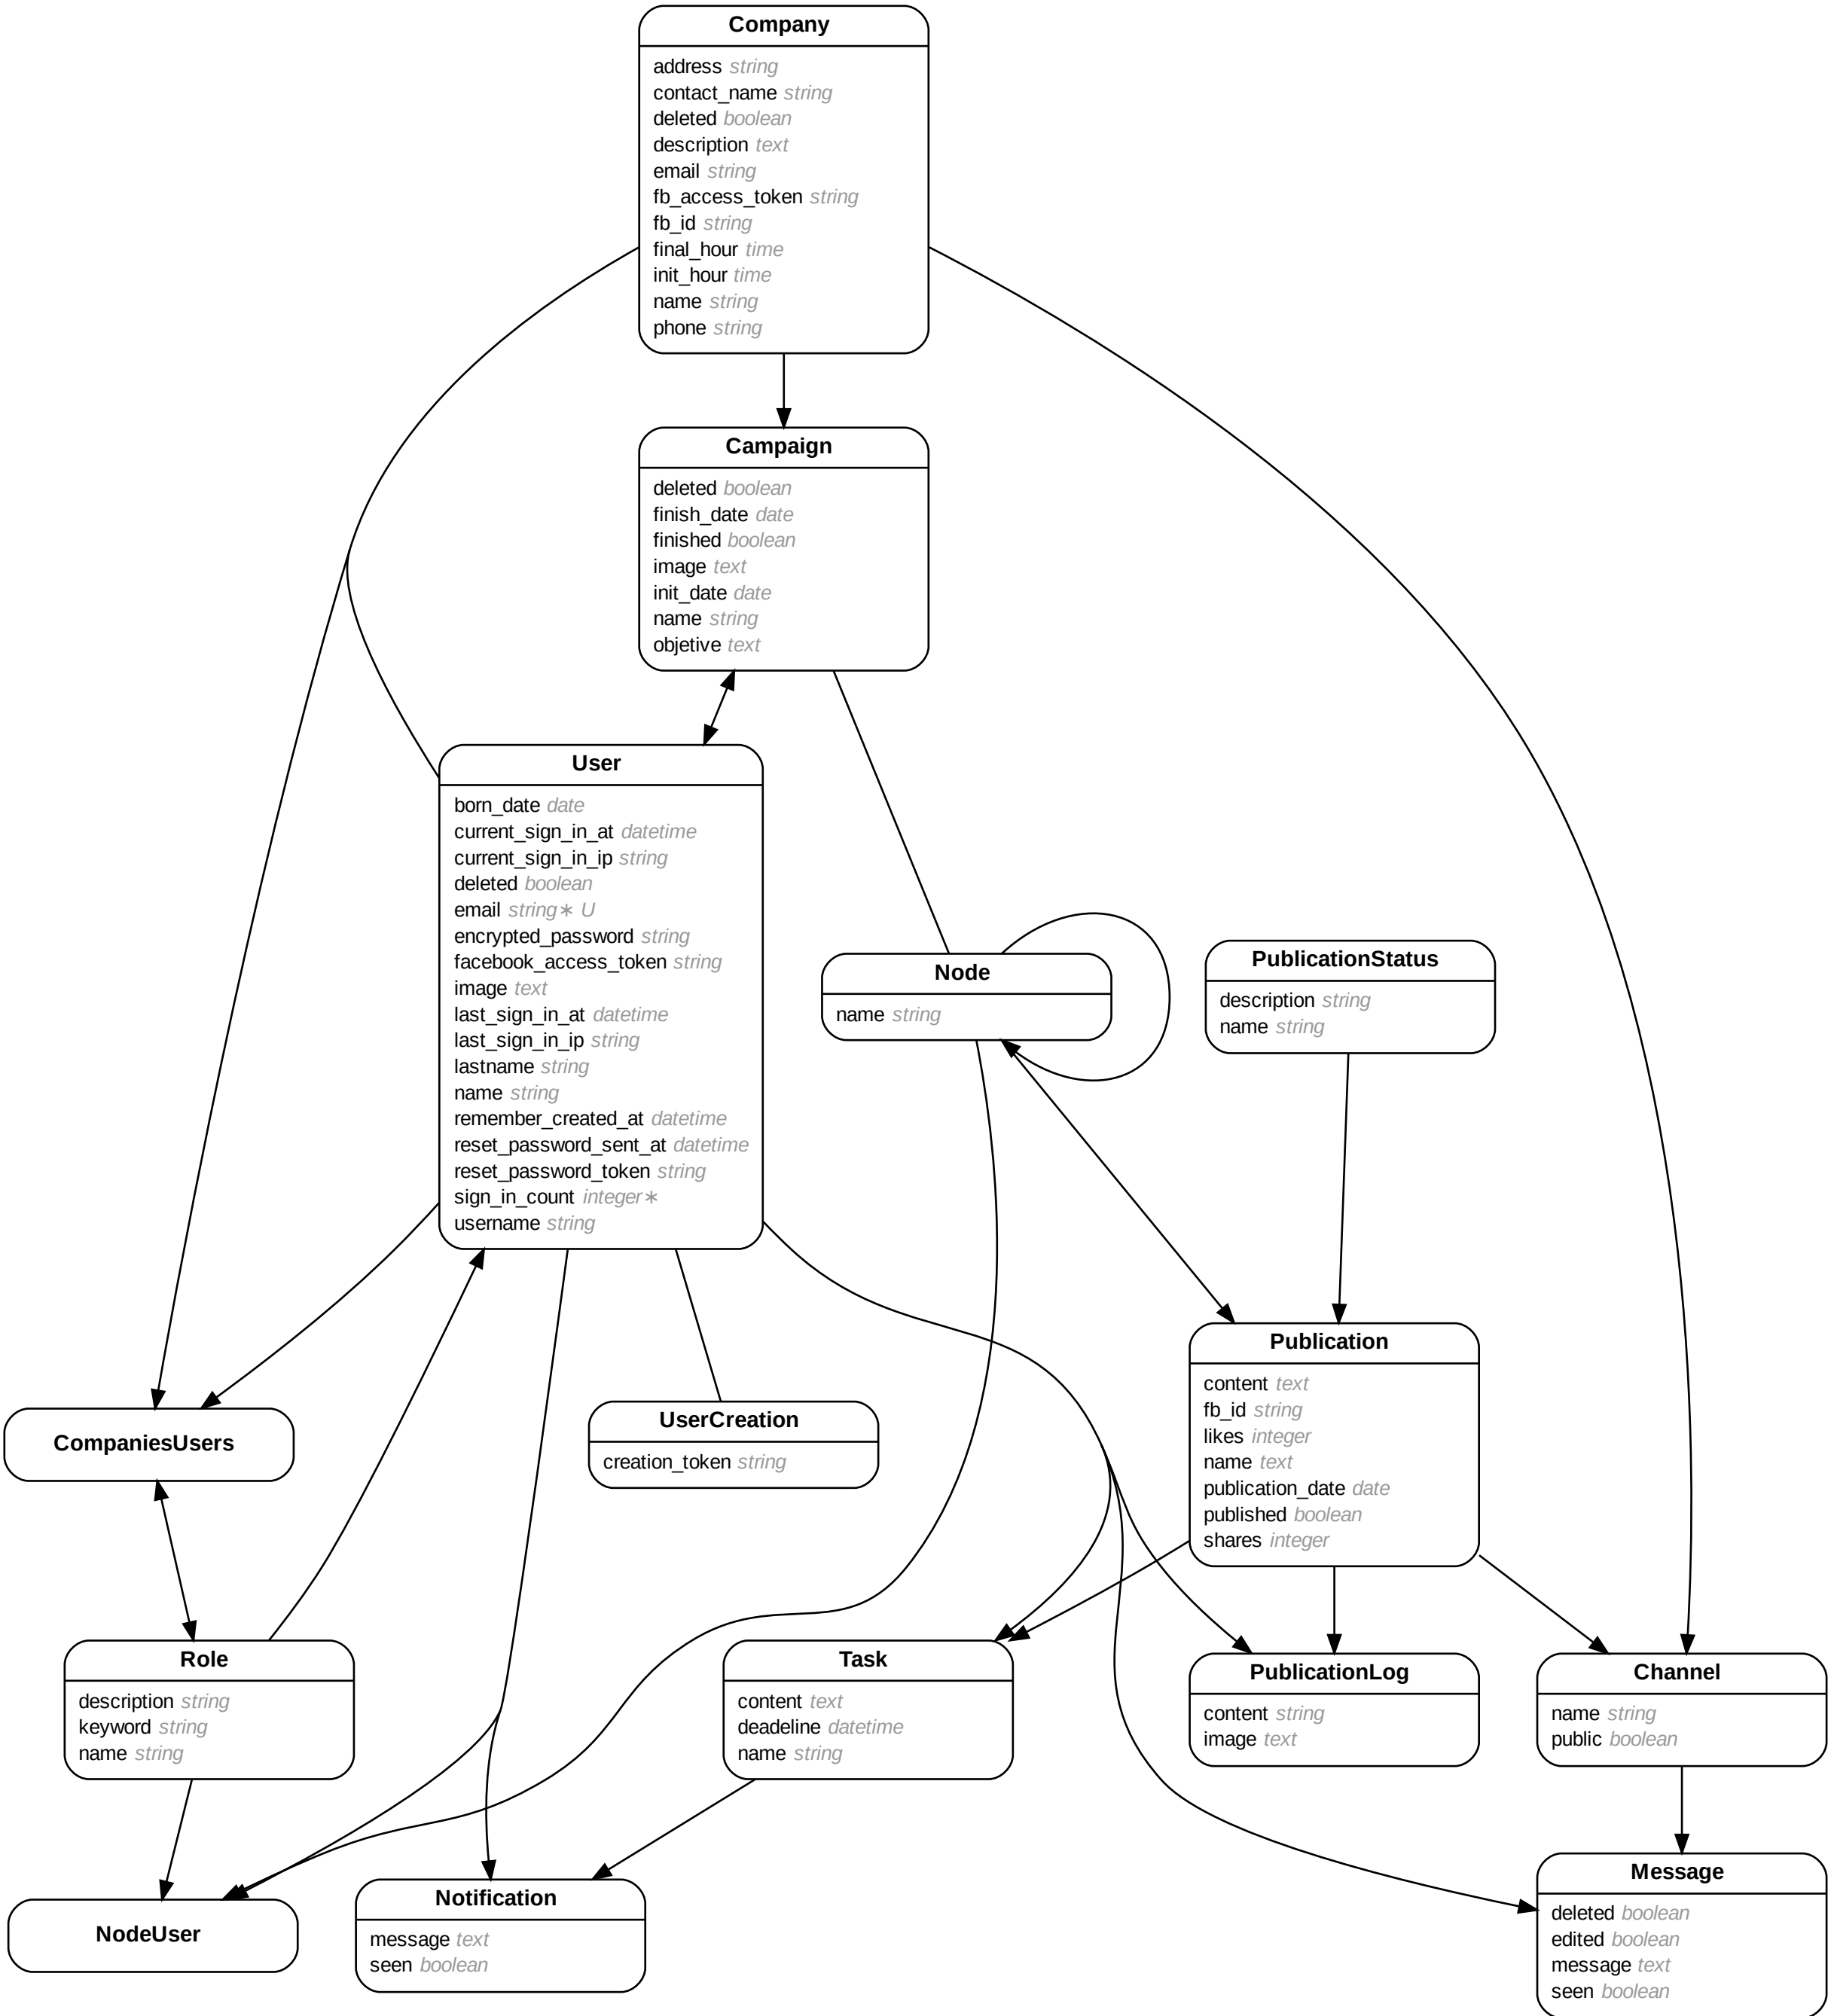 Company
address string
contact_name string
deleted boolean
description text
email string
fb_access_token string
fb_id string
final_hour time
init_hour time
name string
phone string
Campaign
deleted boolean
finish_date date
finished boolean
image text
init_date date
name string
objetive text
User
born_date date
current_sign_in_at datetime
current_sign_in_ip string
deleted boolean
email string∗ U
encrypted_password string
facebook_access_token string
image text
last_sign_in_at datetime
last_sign_in_ip string
lastname string
name string
remember_created_at datetime
reset_password_sent_at datetime
reset_password_token string
sign_in_count integer∗
username string
Node
name string
PublicationStatus
description string
name string
Publication
content text
fb_id string
likes integer
name text
publication_date date
published boolean
shares integer
CompaniesUsers
UserCreation
creation_token string
Role
description string
keyword string
name string
Task
content text
deadeline datetime
name string
PublicationLog
content string
image text
Channel
name string
public boolean
NodeUser
Notification
message text
seen boolean
Message
deleted boolean
edited boolean
message text
seen boolean